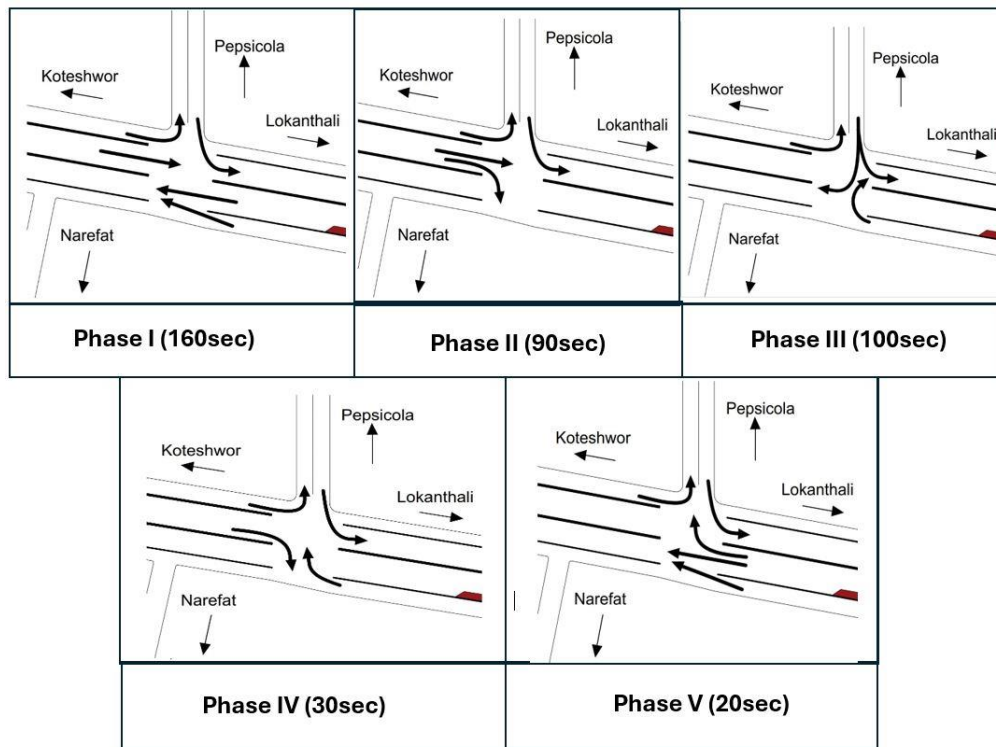 Pepsicola
Koteshwor
Lokanthali
Narefat
Phase I (160sec)
Pepsicola
Koteshwor
Lokanthali
Narefat
Phase II (90sec)
Pepsicola
Koteshwor
Lokanthali
Narefat
Phase III (100sec)
Pepsicola
Koteshwor
Lokanthali
Narefat
Phase IV (30sec)
Pepsicola
Koteshwor
Lokanthali
Narefat
Phase V (20sec)